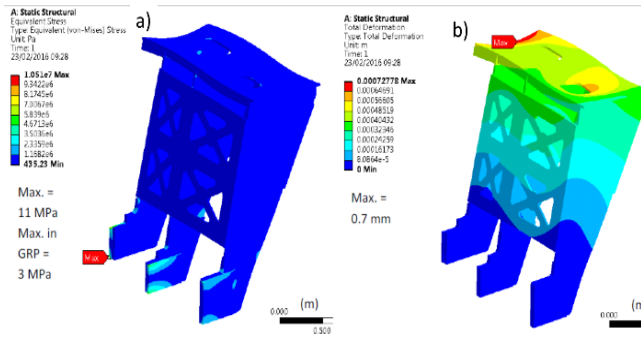 A: Static Structural
Equivalent Stress
Type: Equivalent (von-Mises) Stress
Unit: Pa
Time: 1
23/02/2016 09:28
a)
1.051e7 Max
9.3422e6
8.1745e6
7.0067e6
5.839e6
4.6713e6
3.5036e6
2.3359e6
1.1682e6
435.23 Min
Max. =
11 MPa
Max. in
GRP =
3 MPa
Max
0.000
(m)
0.500
A: Static Structural
Total Deformation
Type: Total Deformation
Unit: m
Time: 1
23/02/2016 09:28
b)
Max
0.00072778 Max
0.00064691
0.00056605
0.00048519
0.00040432
0.00032346
0.00024259
0.00016173
8.0864e-5
0 Min
Max. =
0.7 mm
0.000
(m